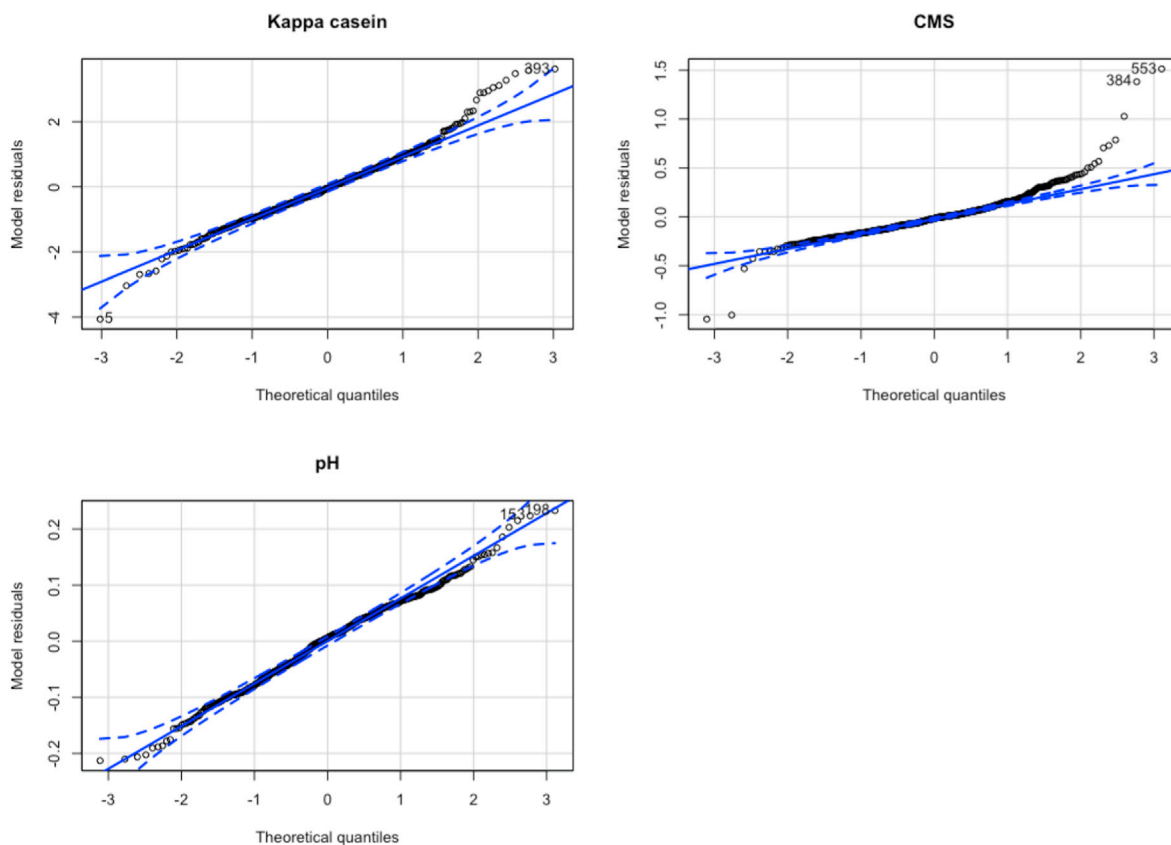 Kappa casein
CMS
Model residuals
2
0
-2
-4
393
5
-3 -2 -1 0 1 2 3
Theoretical quantiles
Model residuals
1.5
1.0
0.5
0.0
-0.5
-1.0
553
384
-3 -2 -1 0 1 2 3
Theoretical quantiles
pH
Model residuals
0.2
0.1
0.0
-0.1
-0.2
153 198
-3 -2 -1 0 1 2 3
Theoretical quantiles